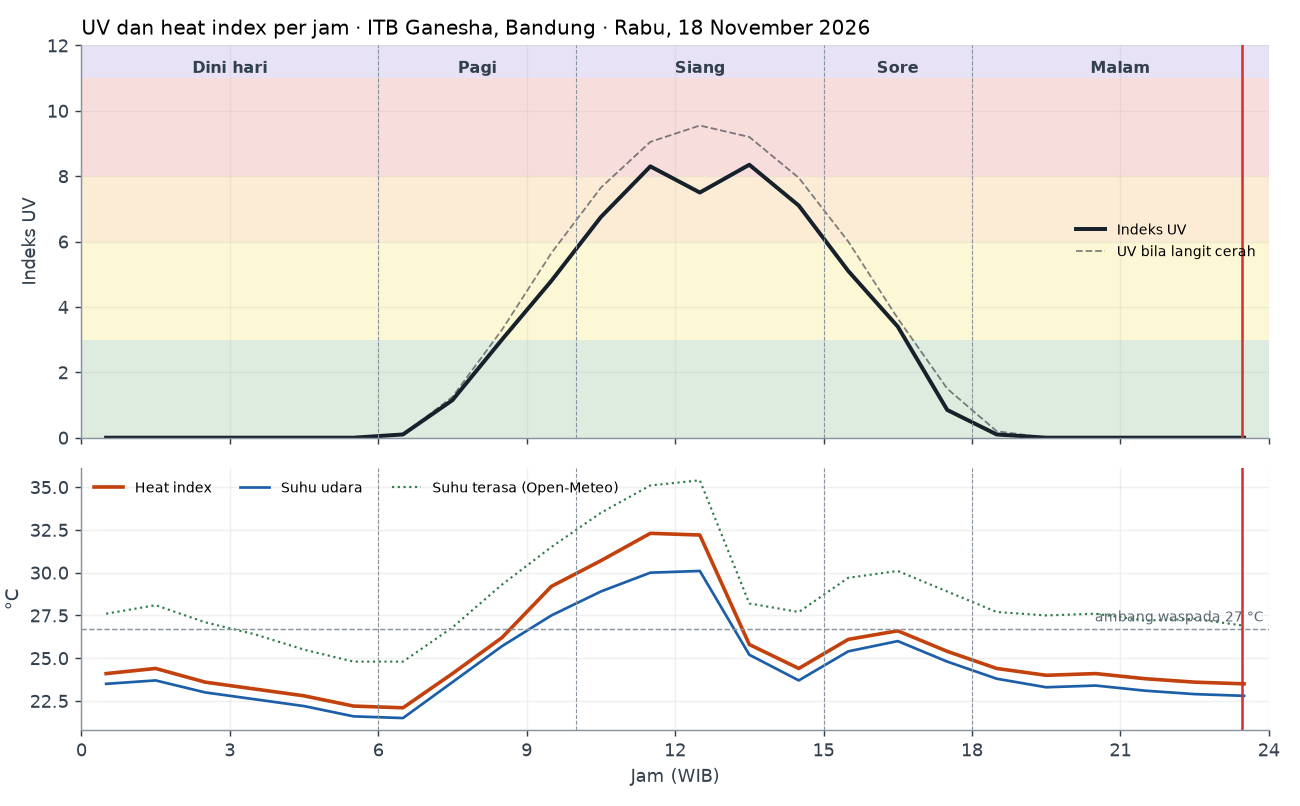 UV dan heat index per jam · ITB Ganesha, Bandung · Rabu, 18 November 2026
12
10
8
6
4
2
0
Indeks UV
Dini hari
Pagi
Siang
Sore
Malam
Indeks UV
UV bila langit cerah
35.0
32.5
30.0
27.5
25.0
22.5
°C
Heat index
Suhu udara
Suhu terasa (Open-Meteo)
ambang waspada 27 °C
0
3
6
9
12
15
18
21
24
Jam (WIB)